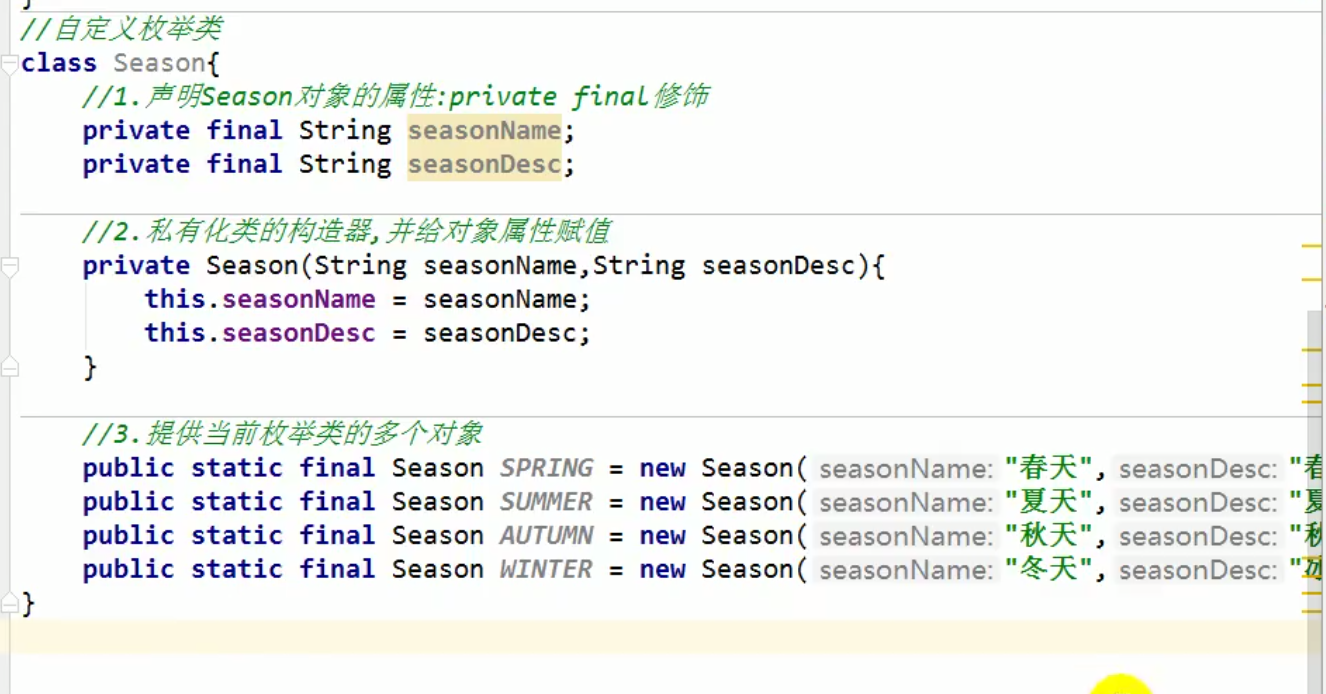 }
//自定义枚举类
class Season{
//1.声明Season对象的属性:private final修饰
private final String seasonName;
private final String seasonDesc;
//2.私有化类的构造器,并给对象属性赋值
private Season(String seasonName,String seasonDesc){
this.seasonName = seasonName;
this.seasonDesc = seasonDesc;
}
//3.提供当前枚举类的多个对象
public static final Season SPRING = new Season( seasonName: "春天", seasonDesc: "春
public static final Season SUMMER = new Season( seasonName: "夏天", seasonDesc: "夏
public static final Season AUTUMN = new Season( seasonName: "秋天", seasonDesc: "秋
public static final Season WINTER = new Season( seasonName: "冬天", seasonDesc: "冰
}